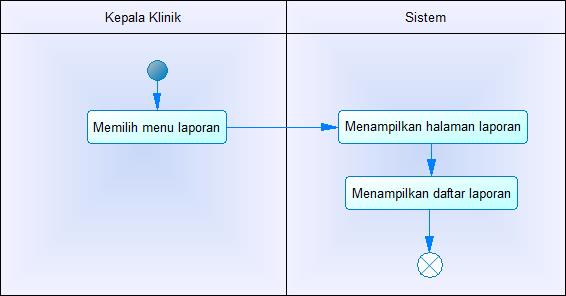 Kepala Klinik
Sistem
Memilih menu laporan
Menampilkan halaman laporan
Menampilkan daftar laporan